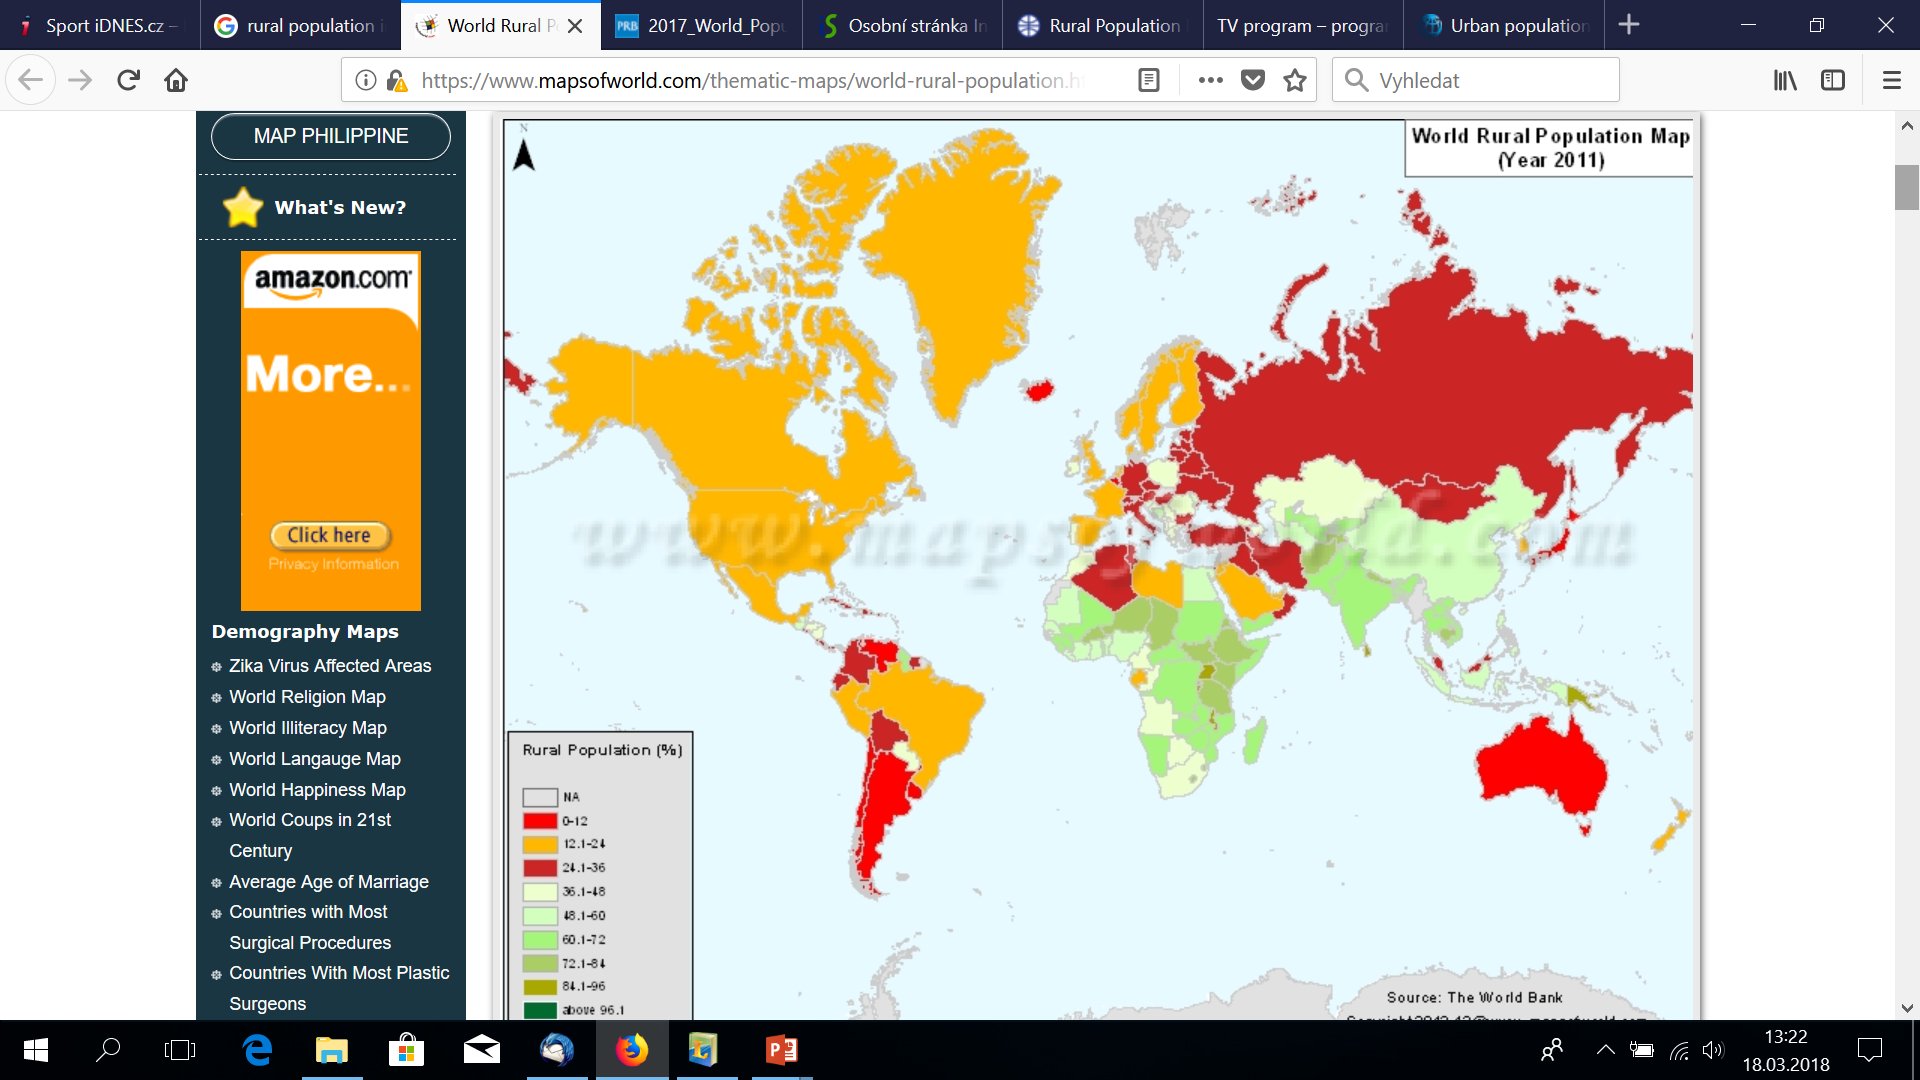 Sport iDNES.cz –
rural population i
World Rural P
2017_World_Popu
Osobní stránka In
Rural Population
TV program – progra
Urban population
https://www.mapsofworld.com/thematic-maps/world-rural-population.h
Vyhledat
MAP PHILIPPINE
What's New?
amazon.com
More...
Click here
Privacy Information
Demography Maps
Zika Virus Affected Areas
World Religion Map
World Illiteracy Map
World Langauge Map
World Happiness Map
World Coups in 21st
Century
Average Age of Marriage
Countries with Most
Surgical Procedures
Countries With Most Plastic
Surgeons
N
World Rural Population Map
(Year 2011)
www.mapsofworld.com
Rural Population (%)
NA
0-12
12.1-24
24.1-36
36.1-48
48.1-60
60.1-72
72.1-84
84.1-96
above 96.1
Source: The World Bank
13:22
18.03.2018